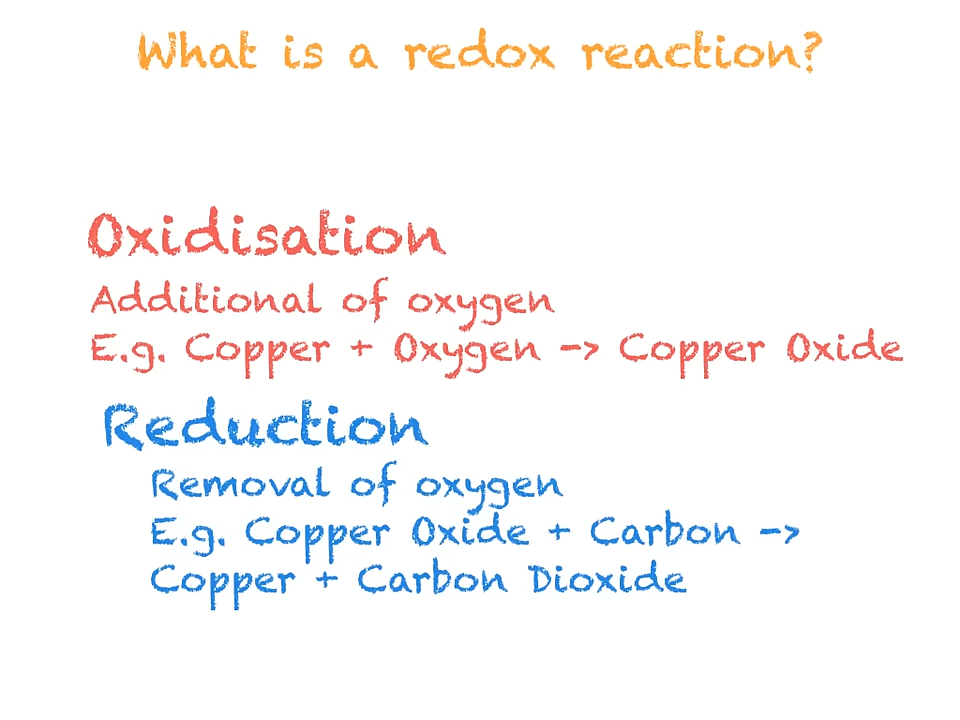 What is a redox reaction?
Oxidisation
Additional of oxygen
E.g. Copper + Oxygen -> Copper Oxide
Reduction
Removal of oxygen
E.g. Copper Oxide + Carbon ->
Copper + Carbon Dioxide